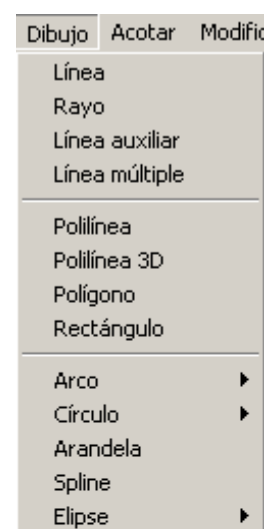 Dibujo Acotar Modific
Línea
Rayo
Línea auxiliar
Línea múltiple
Polilínea
Polilínea 3D
Polígono
Rectángulo
Arco
Círculo
Arandela
Spline
Elipse